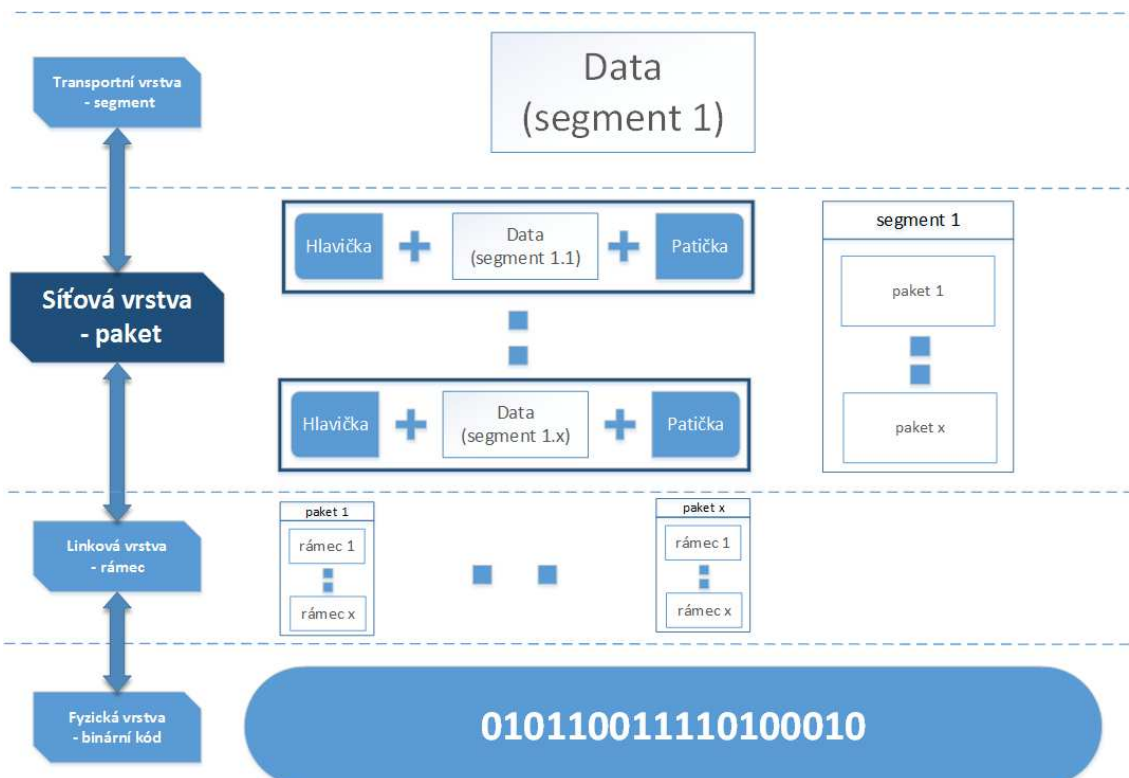 Transportní vrstva
- segment
Data
(segment 1)
Síťová vrstva
- paket
Hlavička
Data
(segment 1.1)
Patička
Hlavička
Data
(segment 1.x)
Patička
segment 1
paket 1
paket x
Linková vrstva
- rámec
paket 1
rámec 1
rámec x
paket x
rámec 1
rámec x
Fyzická vrstva
- binární kód
010110011110100010